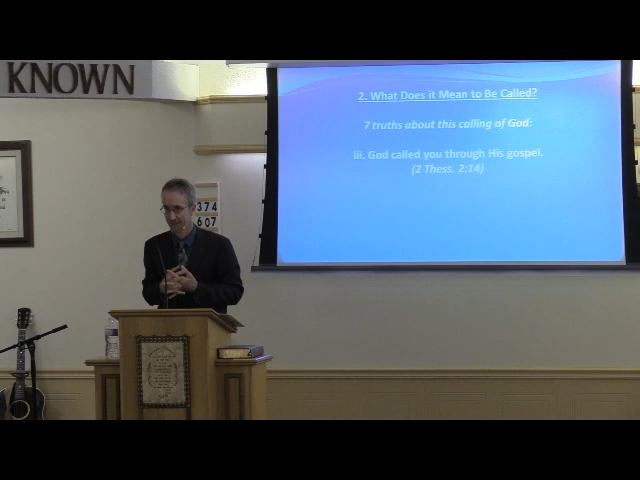 KNOWN
2. What Does it Mean to Be Called?
7 truths about this calling of God:
iii. God called you through His gospel.
(2 Thess. 2:14)
374
607